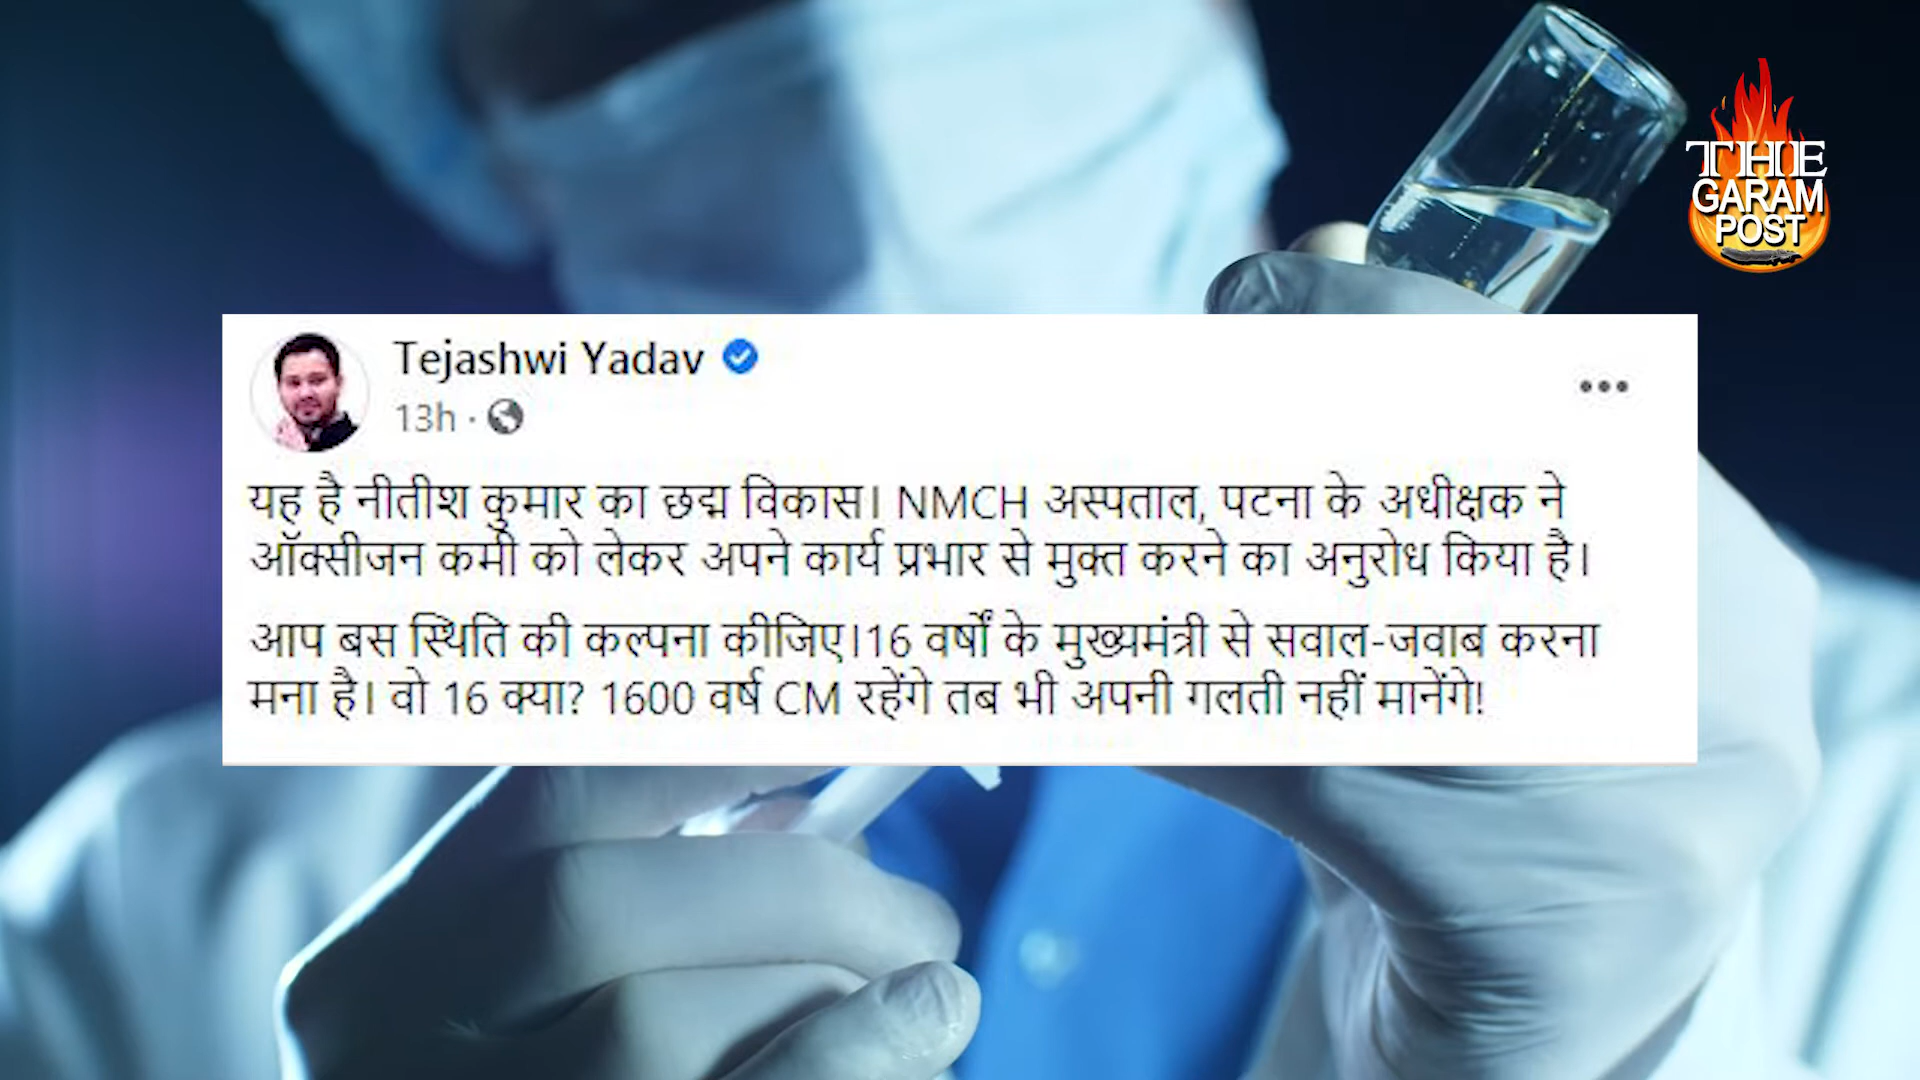 THE
GARAM
POST
Tejashwi Yadav
13h ·
यह है नीतीश कुमार का छद्म विकास। NMCH अस्पताल, पटना के अधीक्षक ने
ऑक्सीजन कमी को लेकर अपने कार्य प्रभार से मुक्त करने का अनुरोध किया है।
आप बस स्थिति की कल्पना कीजिए।16 वर्षों के मुख्यमंत्री से सवाल-जवाब करना
मना है। वो 16 क्या? 1600 वर्ष CM रहेंगे तब भी अपनी गलती नहीं मानेंगे!